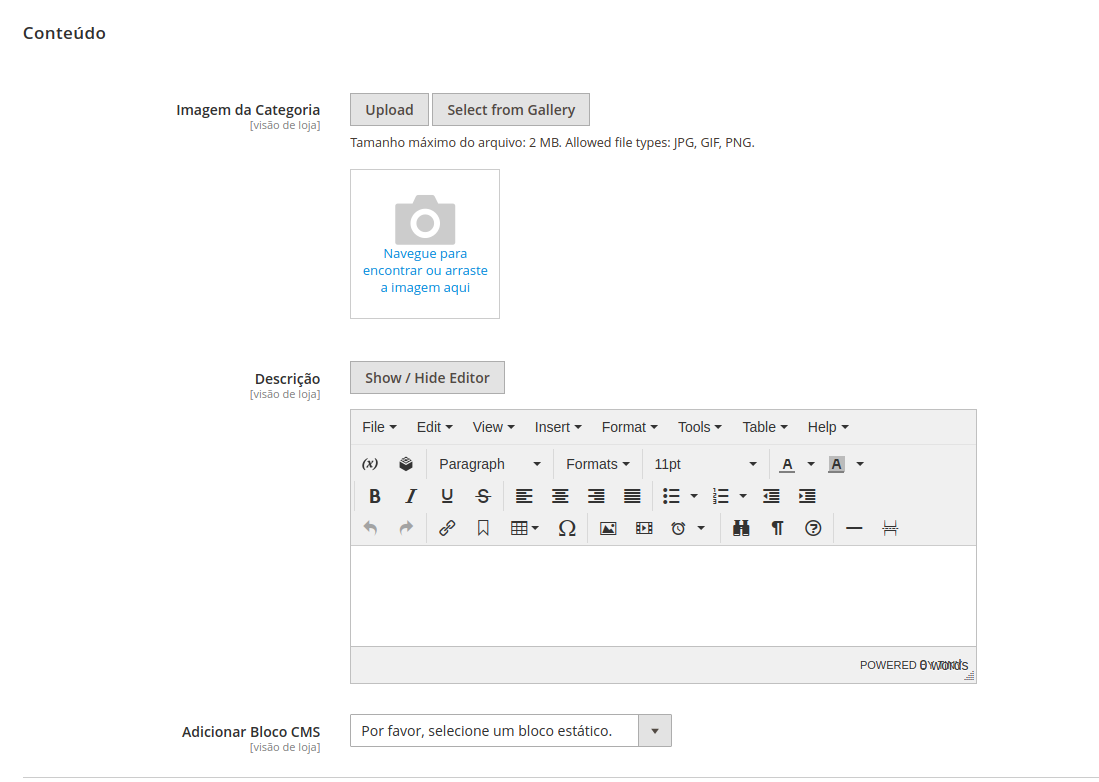 Conteúdo
Imagem da Categoria
[visão de loja]
Upload
Select from Gallery
Tamanho máximo do arquivo: 2 MB. Allowed file types: JPG, GIF, PNG.
Navegue para
encontrar ou arraste
a imagem aqui
Descrição
[visão de loja]
Show / Hide Editor
File Edit View Insert Format Tools Table Help
(x) Paragraph Formats 11pt A A
B I U S
Ω ¶
POWERED BY TINY 0 words
Adicionar Bloco CMS
[visão de loja]
Por favor, selecione um bloco estático.